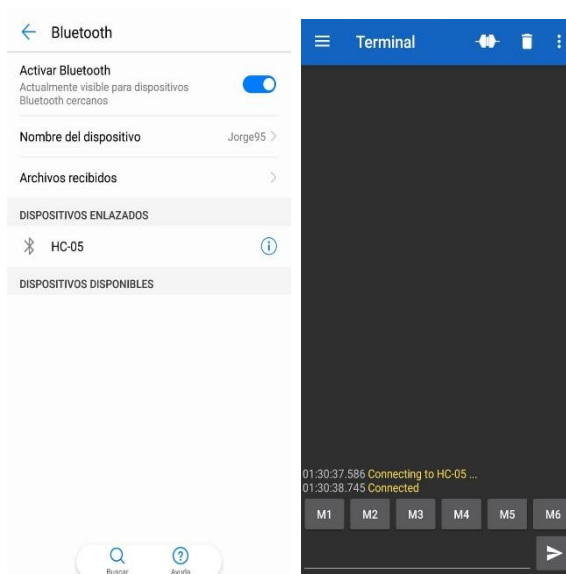 Bluetooth
Activar Bluetooth
Actualmente visible para dispositivos
Bluetooth cercanos
Nombre del dispositivo Jorge95
Archivos recibidos
DISPOSITIVOS ENLAZADOS
HC-05
DISPOSITIVOS DISPONIBLES
Buscar Ayuda
Terminal
01:30:37.586 Connecting to HC-05 ...
01:30:38.745 Connected
M1 M2 M3 M4 M5 M6